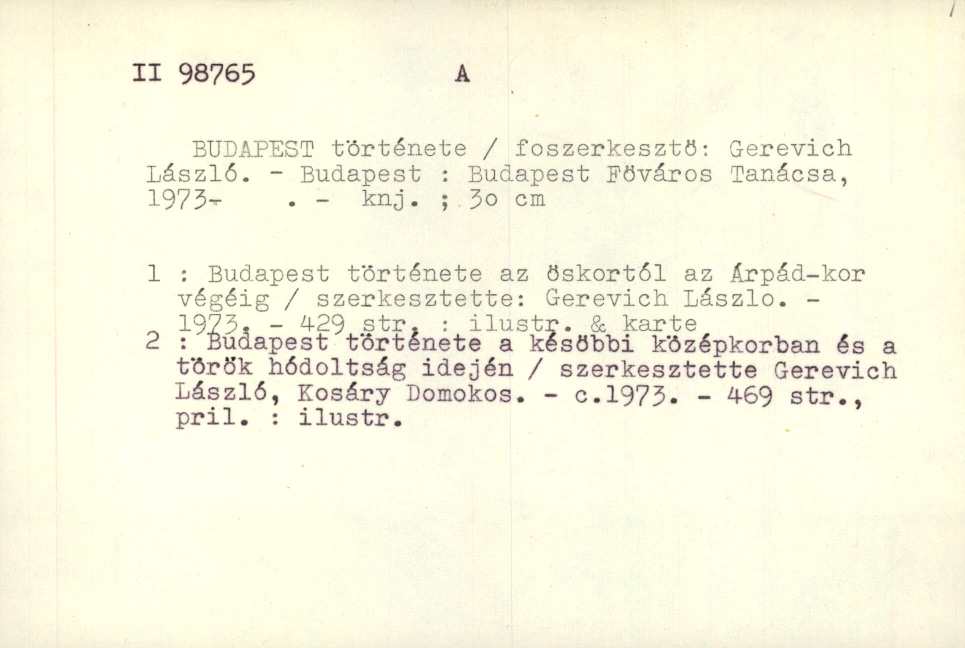 II 98765 A
BUDAPEST története / foszerkesztö: Gerevich
László. - Budapest : Budapest Föváros Tanácsa,
1973- . - knj. ; 3o cm
1 : Budapest története az öskortól az Árpád-kor
végéig / szerkesztette: Gerevich Lászlo. -
1973. - 429 str. : ilustr. & karte
2 : Budapest története a késöbbi középkorban és a
török hódoltság idején / szerkesztette Gerevich
László, Kosáry Domokos. - c.1973. - 469 str.,
pril. : ilustr.